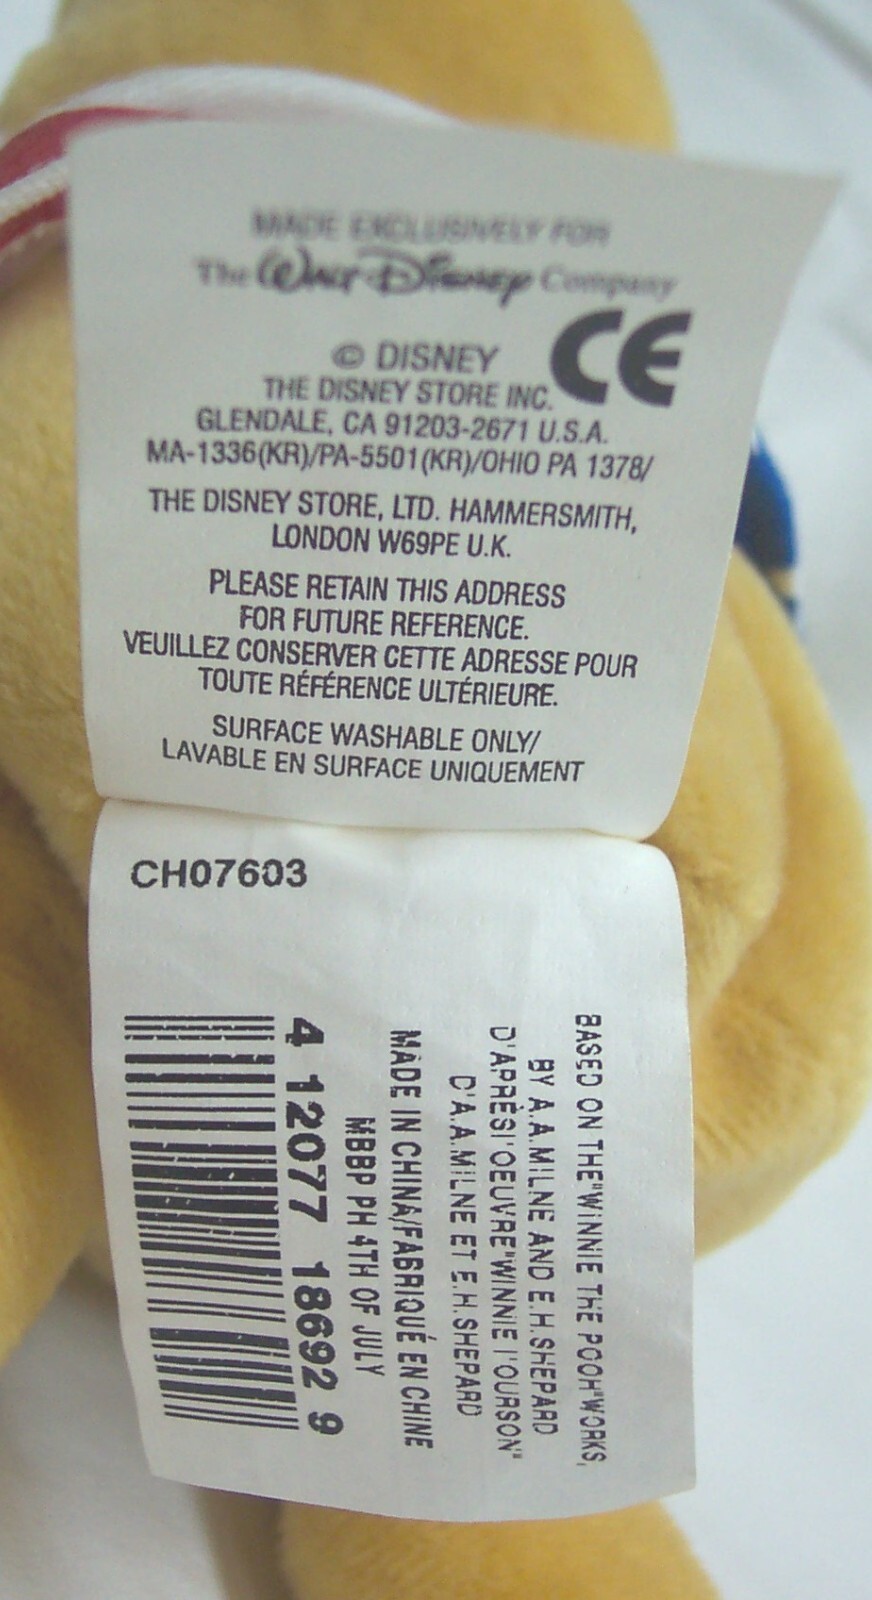 MADE EXCLUSIVELY FOR
The Walt Disney Company
CE
© DISNEY
THE DISNEY STORE INC.
GLENDALE, CA 91203-2671 U.S.A.
MA-1336(KR)/PA-5501(KR)/OHIO PA 1378/
THE DISNEY STORE, LTD. HAMMERSMITH,
LONDON W69PE U.K.
PLEASE RETAIN THIS ADDRESS
FOR FUTURE REFERENCE.
VEUILLEZ CONSERVER CETTE ADRESSE POUR
TOUTE RÉFÉRENCE ULTÉRIEURE.
SURFACE WASHABLE ONLY/
LAVABLE EN SURFACE UNIQUEMENT
CH07603
BASED ON THE"WINNIE THE POOH"WORKS,
BY A.A.MILNE AND E.H.SHEPARD
D'APRÈSl'OEUVRE"WINNIE l'OURSON"
D'A.A.MILNE ET E.H.SHEPARD
MADE IN CHINA/FABRIQUÉ EN CHINE
MBBP PH 4TH OF JULY
4 12077 18692 9